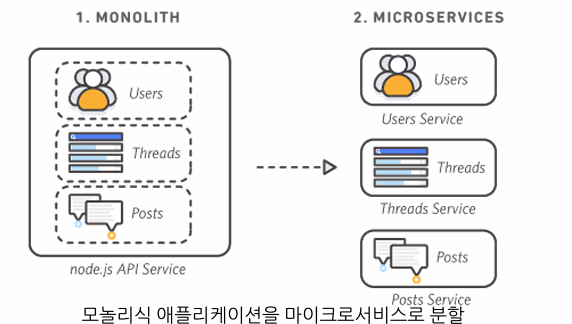 1. MONOLITH
Users
Threads
Posts
node.js API Service
2. MICROSERVICES
Users
Users Service
Threads
Threads Service
Posts
Posts Service
모놀리식 애플리케이션을 마이크로서비스로 분할